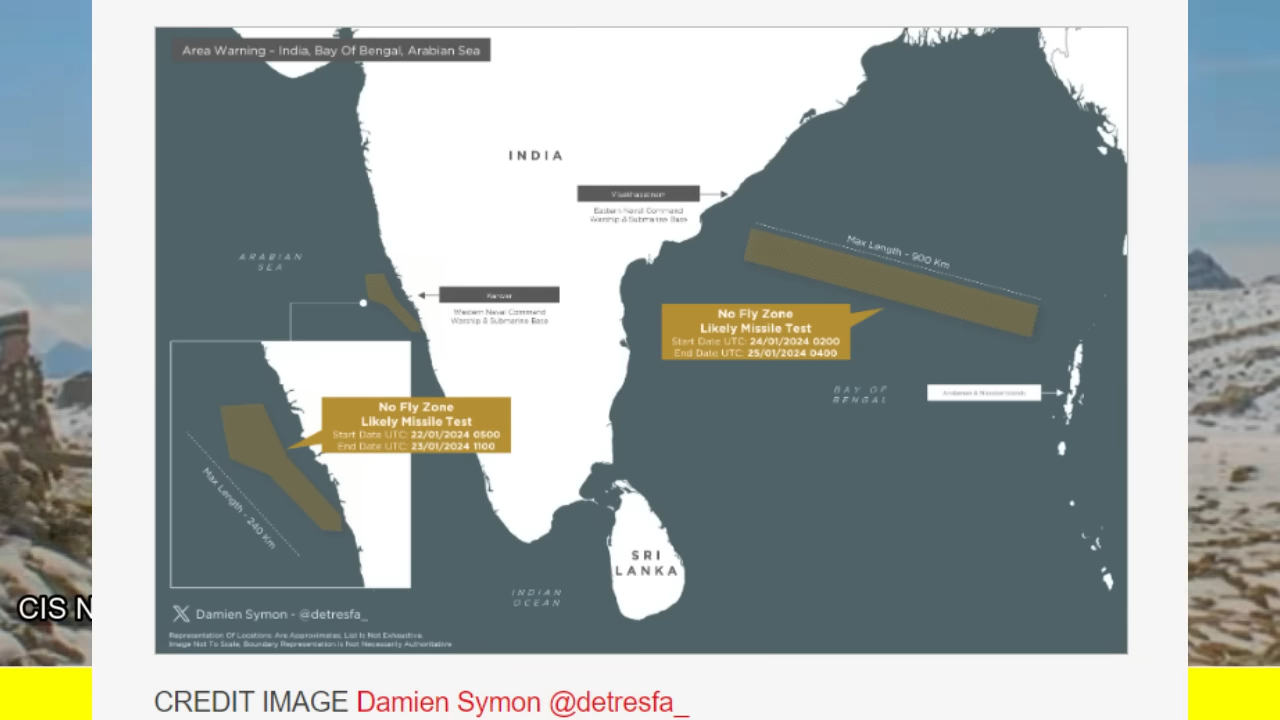 Area Warning – India, Bay Of Bengal, Arabian Sea
INDIA
Visakhapatnam
Eastern Naval Command
Warship & Submarine Base
ARABIAN
SEA
Max Length - 900 Km
Karwar
Western Naval Command
Warship & Submarine Base
No Fly Zone
Likely Missile Test
Start Date UTC: 24/01/2024 0200
End Date UTC: 25/01/2024 0400
BAY OF
BENGAL
Andaman & Nicobar Islands
No Fly Zone
Likely Missile Test
Start Date UTC: 22/01/2024 0500
End Date UTC: 23/01/2024 1100
Max Length - 240 Km
SRI
LANKA
INDIAN
OCEAN
Damien Symon - @detresfa_
Representation Of Locations Are Approximates, List Is Not Exhaustive.
Image Not To Scale, Boundary Representation Is Not Necessarily Authoritative
CIS N
CREDIT IMAGE Damien Symon @detresfa_